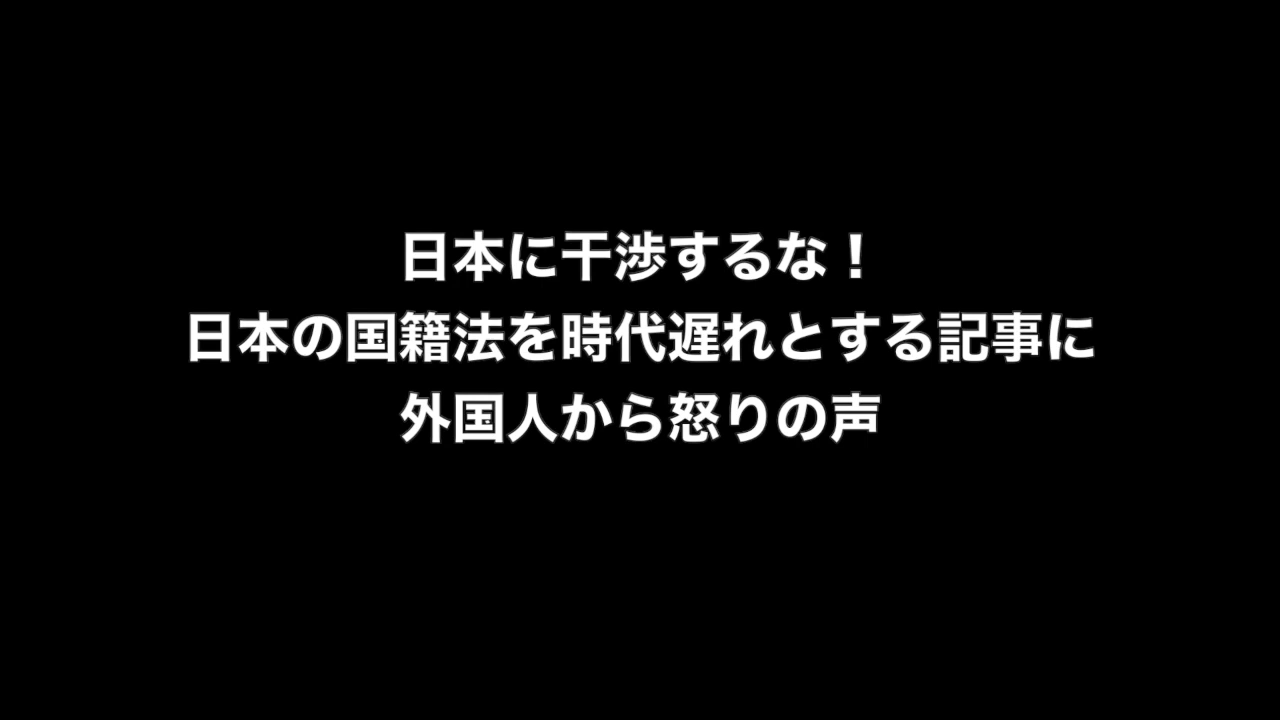 日本に干渉するな！
日本の国籍法を時代遅れとする記事に
外国人から怒りの声